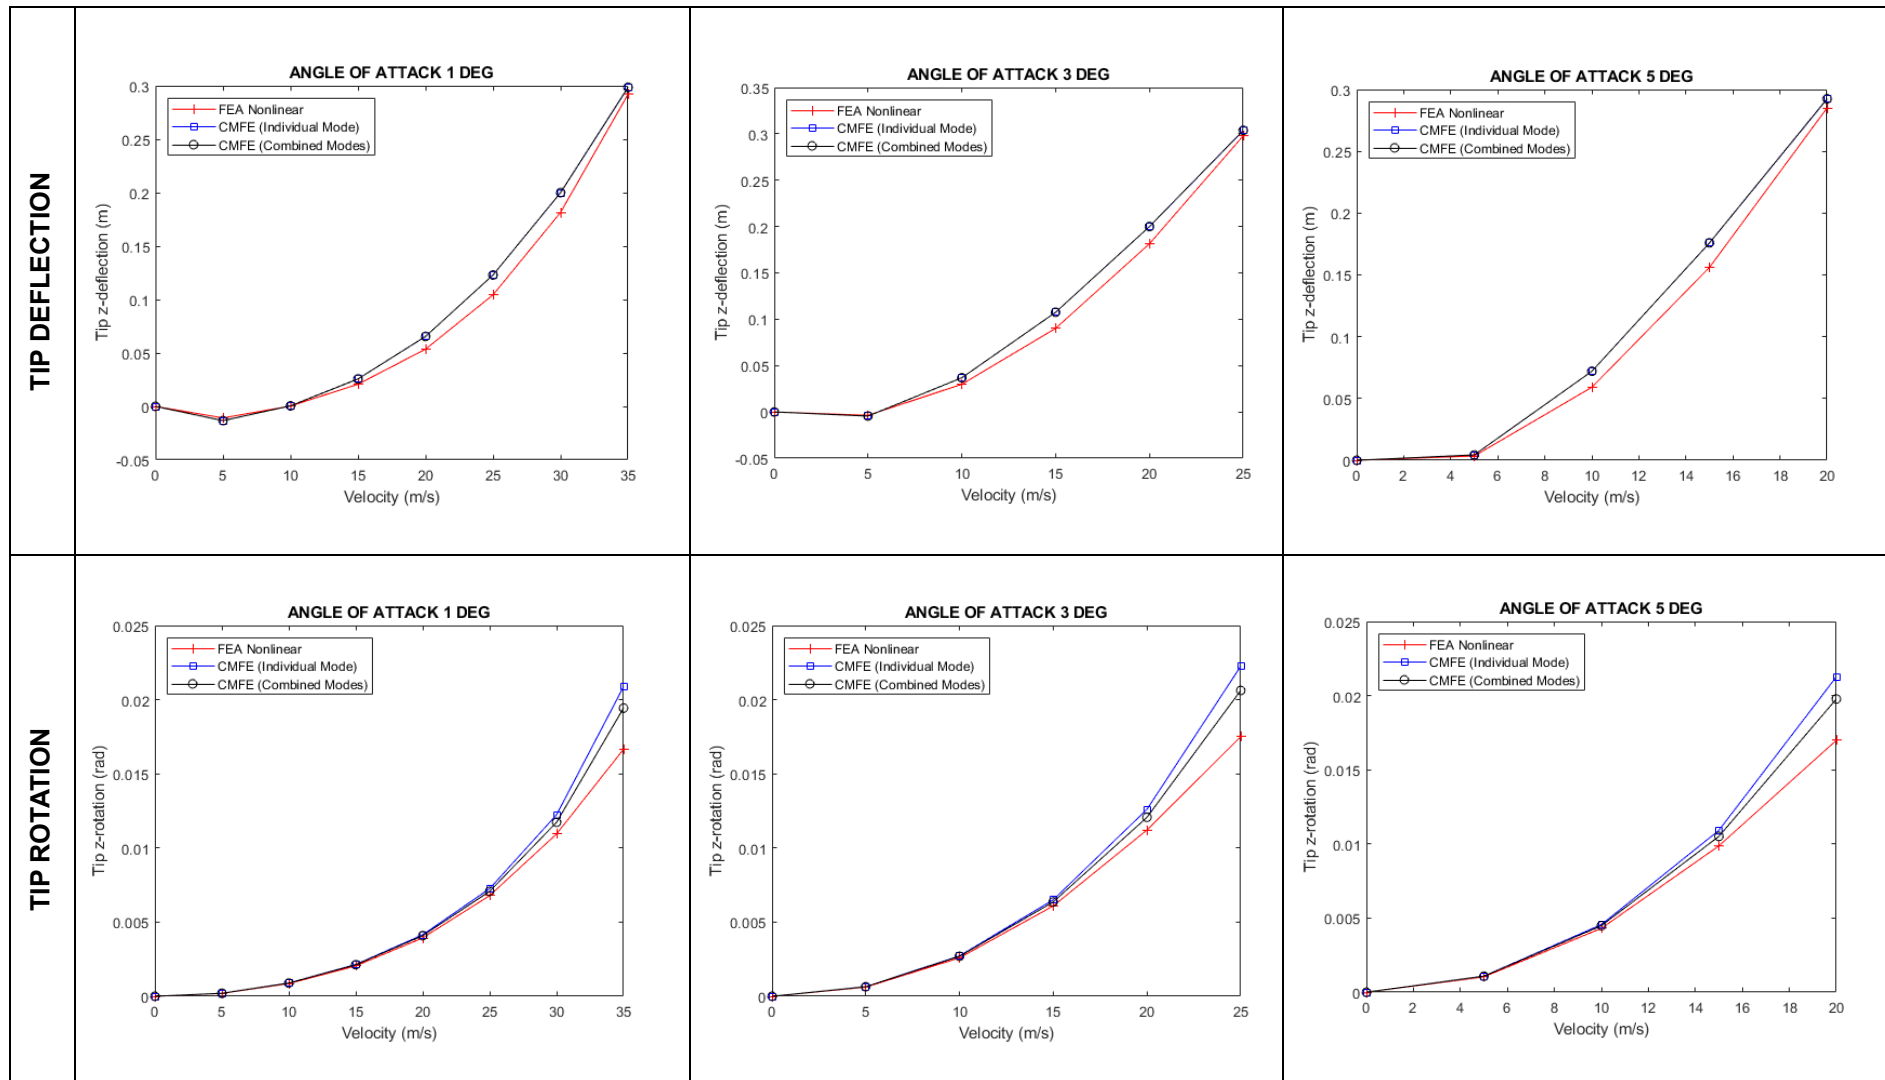 TIP DEFLECTION
ANGLE OF ATTACK 1 DEG
FEA Nonlinear
CMFE (Individual Mode)
CMFE (Combined Modes)
Tip z-deflection (m)
0.3
0.25
0.2
0.15
0.1
0.05
0
-0.05
0 5 10 15 20 25 30 35
Velocity (m/s)
ANGLE OF ATTACK 3 DEG
FEA Nonlinear
CMFE (Individual Mode)
CMFE (Combined Modes)
Tip z-deflection (m)
0.35
0.3
0.25
0.2
0.15
0.1
0.05
0
-0.05
0 5 10 15 20 25
Velocity (m/s)
ANGLE OF ATTACK 5 DEG
FEA Nonlinear
CMFE (Individual Mode)
CMFE (Combined Modes)
Tip z-deflection (m)
0.3
0.25
0.2
0.15
0.1
0.05
0
0 2 4 6 8 10 12 14 16 18 20
Velocity (m/s)
TIP ROTATION
ANGLE OF ATTACK 1 DEG
FEA Nonlinear
CMFE (Individual Mode)
CMFE (Combined Modes)
Tip z-rotation (rad)
0.025
0.02
0.015
0.01
0.005
0
0 5 10 15 20 25 30 35
Velocity (m/s)
ANGLE OF ATTACK 3 DEG
FEA Nonlinear
CMFE (Individual Mode)
CMFE (Combined Modes)
Tip z-rotation (rad)
0.025
0.02
0.015
0.01
0.005
0
0 5 10 15 20 25
Velocity (m/s)
ANGLE OF ATTACK 5 DEG
FEA Nonlinear
CMFE (Individual Mode)
CMFE (Combined Modes)
Tip z-rotation (rad)
0.025
0.02
0.015
0.01
0.005
0
0 2 4 6 8 10 12 14 16 18 20
Velocity (m/s)